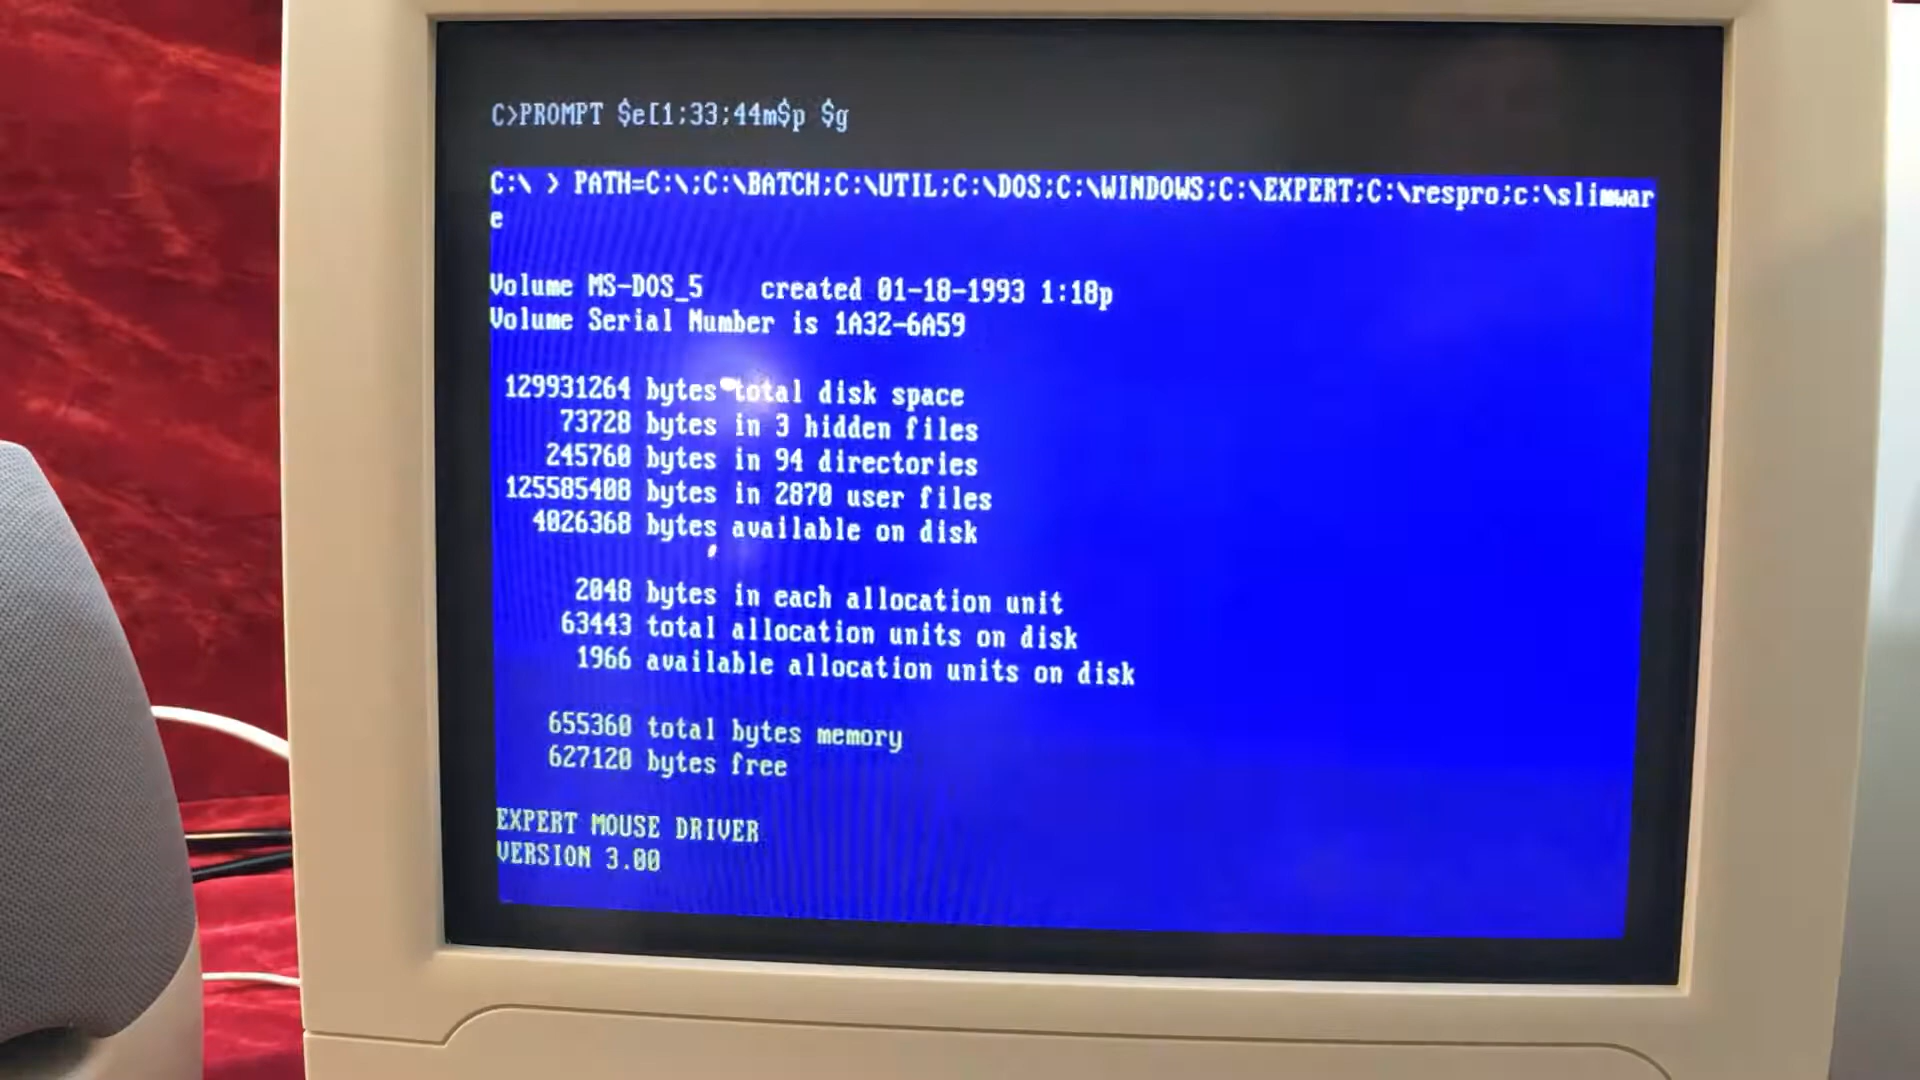 C>PROMPT $e[1;33;44m$p $g
C:\ > PATH=C:\;C:\BATCH;C:\UTIL;C:\DOS;C:\WINDOWS;C:\EXPERT;C:\respro;c:\slimwar
e
Volume MS-DOS_5 created 01-18-1993 1:18p
Volume Serial Number is 1A32-6A59
129931264 bytes total disk space
73728 bytes in 3 hidden files
245760 bytes in 94 directories
125585408 bytes in 2870 user files
4026368 bytes available on disk
2048 bytes in each allocation unit
63443 total allocation units on disk
1966 available allocation units on disk
655360 total bytes memory
627120 bytes free
EXPERT MOUSE DRIVER
VERSION 3.00